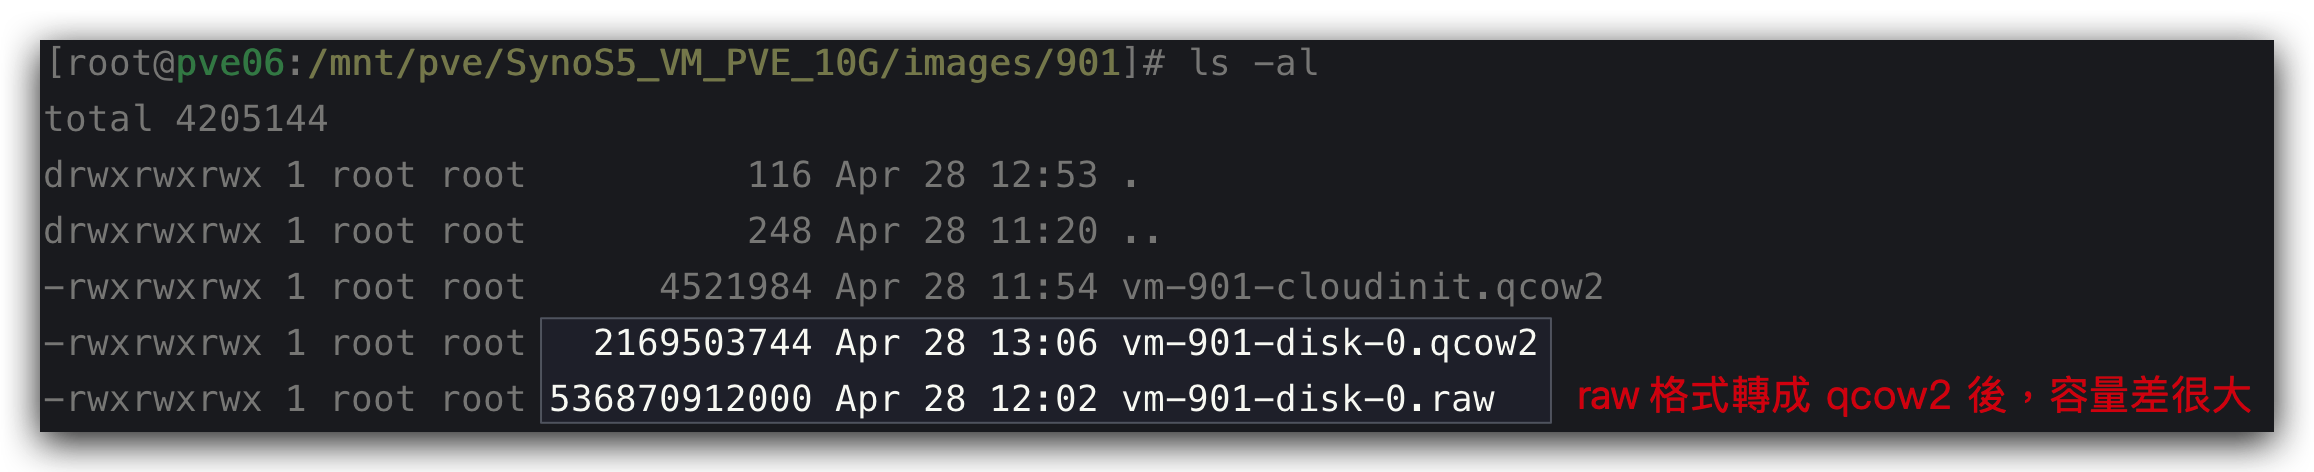 [root@pve06:/mnt/pve/SynoS5_VM_PVE_10G/images/901]# ls -al
total 4205144
drwxrwxrwx 1 root root 116 Apr 28 12:53 .
drwxrwxrwx 1 root root 248 Apr 28 11:20 ..
-rwxrwxrwx 1 root root 4521984 Apr 28 11:54 vm-901-cloudinit.qcow2
-rwxrwxrwx 1 root root 2169503744 Apr 28 13:06 vm-901-disk-0.qcow2
-rwxrwxrwx 1 root root 536870912000 Apr 28 12:02 vm-901-disk-0.raw raw 格式轉成 qcow2 後，容量差很大